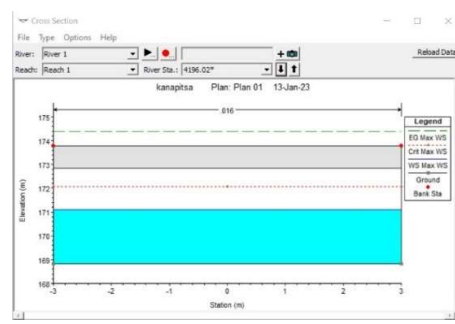 Cross Section
File Type Options Help
River: River 1
Reload Data
Reach: Reach 1 River Sta.: 4196.02*
kanapitsa Plan: Plan 01 13-Jan-23
.016
Legend
EG Max WS
Crit Max WS
WS Max WS
Ground
Bank Sta
Elevation (m)
175
174
173
172
171
170
169
168
-3 -2 -1 0 1 2 3
Station (m)